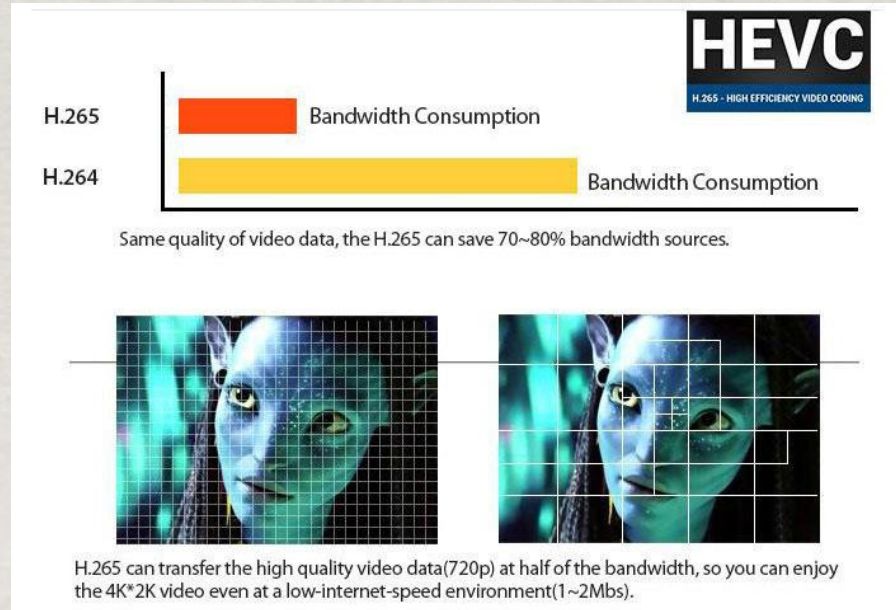 HEVC
H.265 - HIGH EFFICIENCY VIDEO CODING
H.265 Bandwidth Consumption
H.264 Bandwidth Consumption
Same quality of video data, the H.265 can save 70~80% bandwidth sources.
H.265 can transfer the high quality video data(720p) at half of the bandwidth, so you can enjoy
the 4K*2K video even at a low-internet-speed environment(1~2Mbs).